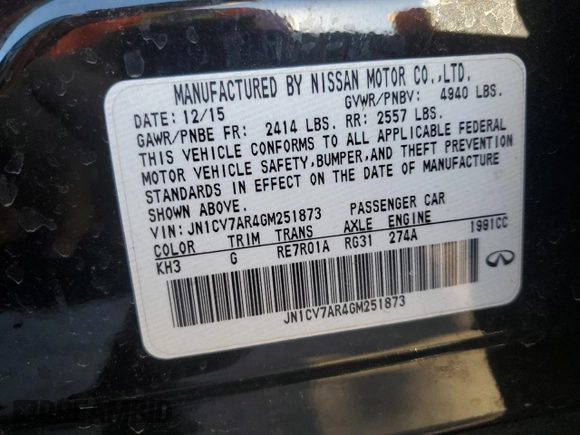 MANUFACTURED BY NISSAN MOTOR CO.,LTD.
DATE: 12/15 GVWR/PNBV: 4940 LBS.
GAWR/PNBE FR: 2414 LBS. RR: 2557 LBS.
THIS VEHICLE CONFORMS TO ALL APPLICABLE FEDERAL
MOTOR VEHICLE SAFETY,BUMPER,AND THEFT PREVENTION
STANDARDS IN EFFECT ON THE DATE OF MANUFACTURE
SHOWN ABOVE.
VIN: JN1CV7AR4GM251873 PASSENGER CAR
COLOR TRIM TRANS AXLE ENGINE
KH3 G RE7R01A RG31 274A 1991CC
JN1CV7AR4GM251873